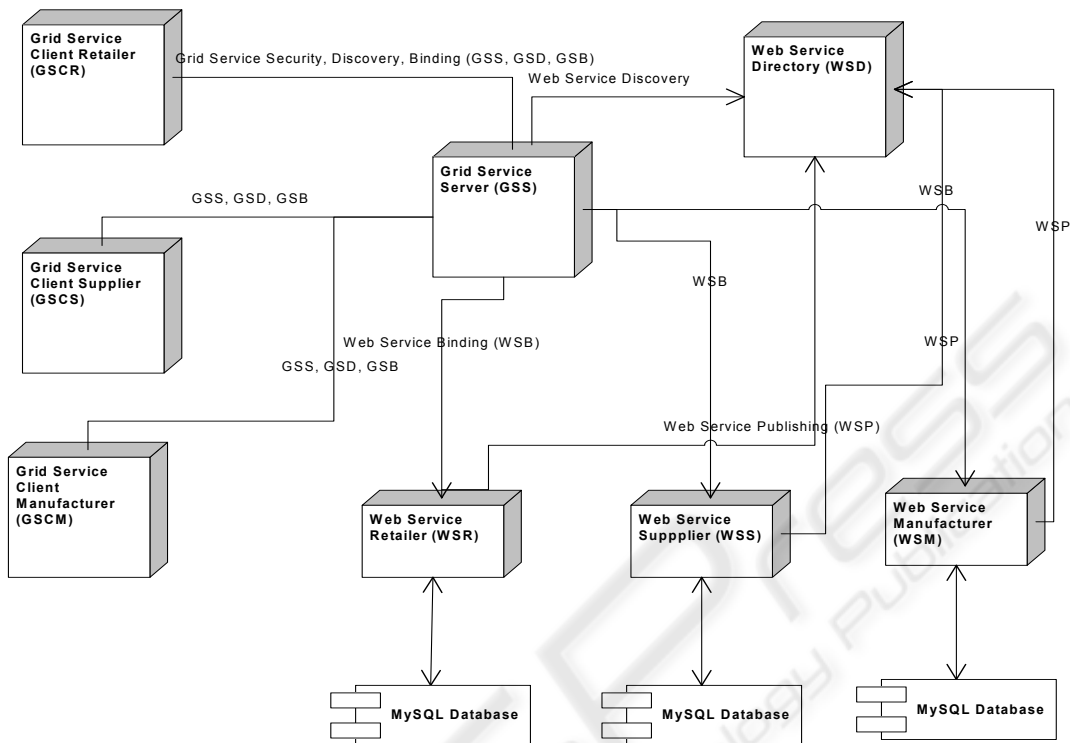 Grid Service
Client Retailer
(GSCR)
Grid Service Security, Discovery, Binding (GSS, GSD, GSB)
Web Service Discovery
Web Service
Directory (WSD)
Grid Service
Server (GSS)
GSS, GSD, GSB
WSB
WSP
Grid Service
Client Supplier
(GSCS)
WSB
Web Service Binding (WSB)
WSP
GSS, GSD, GSB
Web Service Publishing (WSP)
Grid Service
Client
Manufacturer
(GSCM)
Web Service
Retailer (WSR)
Web Service
Suppplier (WSS)
Web Service
Manufacturer
(WSM)
MySQL Database
MySQL Database
MySQL Database
Press
Publication